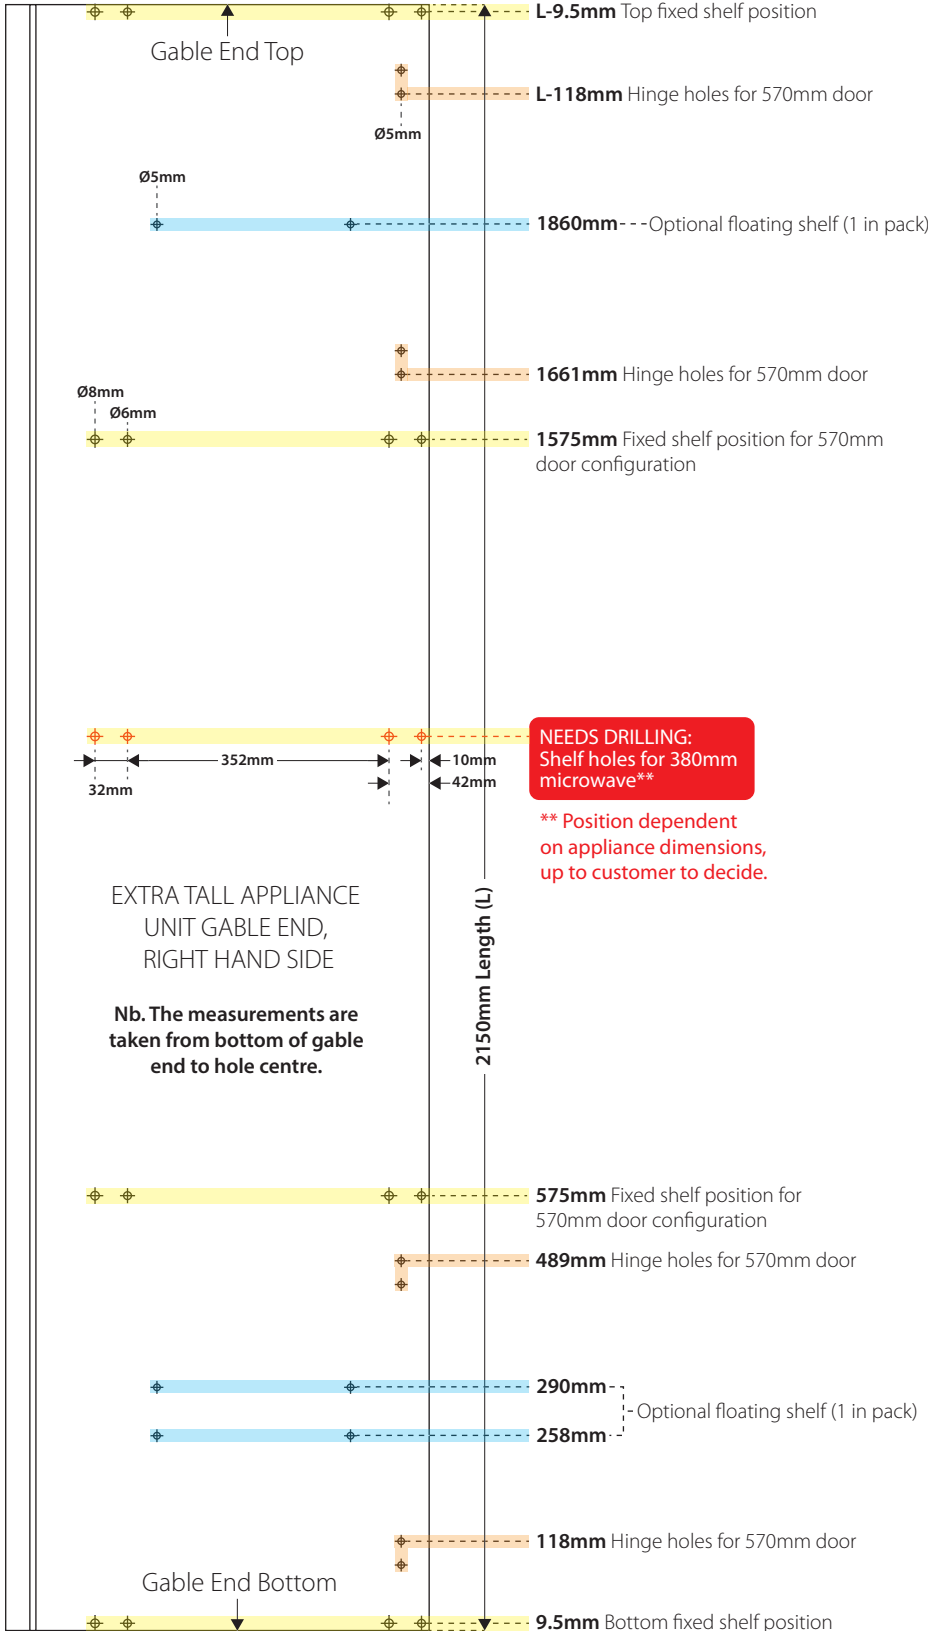 L-9.5mm Top fixed shelf position
Gable End Top
L-118mm Hinge holes for 570mm door
Ø5mm
Ø5mm
1860mm Optional floating shelf (1 in pack)
1661mm Hinge holes for 570mm door
Ø8mm
Ø6mm
1575mm Fixed shelf position for 570mm
door configuration
NEEDS DRILLING:
Shelf holes for 380mm
microwave**
352mm
10mm
32mm
42mm
** Position dependent
on appliance dimensions,
up to customer to decide.
EXTRA TALL APPLIANCE
UNIT GABLE END,
RIGHT HAND SIDE
2150mm Length (L)
Nb. The measurements are
taken from bottom of gable
end to hole centre.
575mm Fixed shelf position for
570mm door configuration
489mm Hinge holes for 570mm door
290mm
Optional floating shelf (1 in pack)
258mm
118mm Hinge holes for 570mm door
Gable End Bottom
9.5mm Bottom fixed shelf position